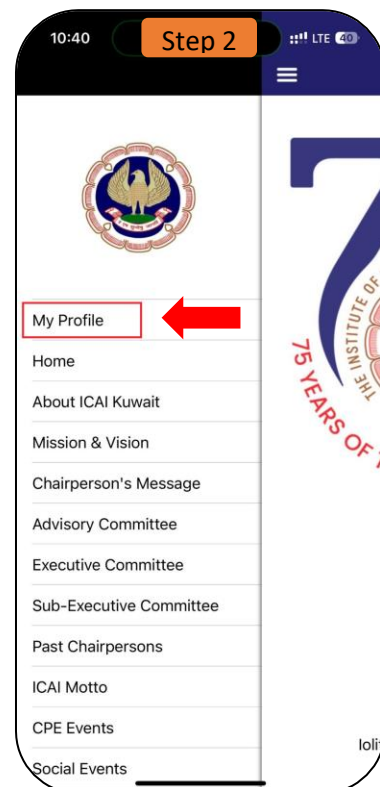 10:40
Step 2
LTE 40
My Profile
Home
About ICAI Kuwait
Mission & Vision
Chairperson's Message
Advisory Committee
Executive Committee
Sub-Executive Committee
Past Chairpersons
ICAI Motto
CPE Events
Social Events
THE INSTITUTE OF
75 YEARS OF